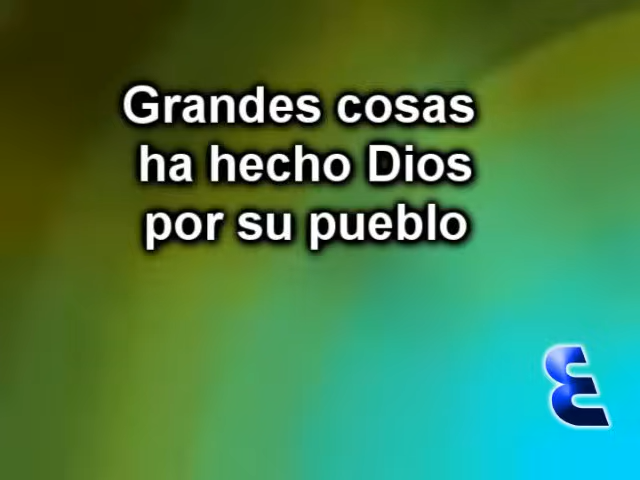 Grandes cosas
ha hecho Dios
por su pueblo